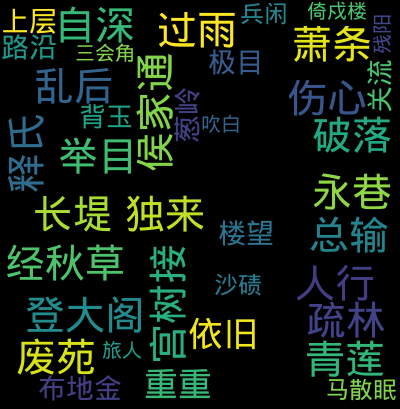 上层
自深
过雨
兵闲
倚戍楼
残阳
路沿
三会角
萧条
极目
关流
乱后
侯家通
葱岭
伤心
背玉
吹白
破落
释氏
举目
永巷
长堤
独来
楼望
总输
经秋草
宫树接
沙碛
人行
登大阁
疏林
依旧
废苑
旅人
青莲
布地金
重重
马散眠